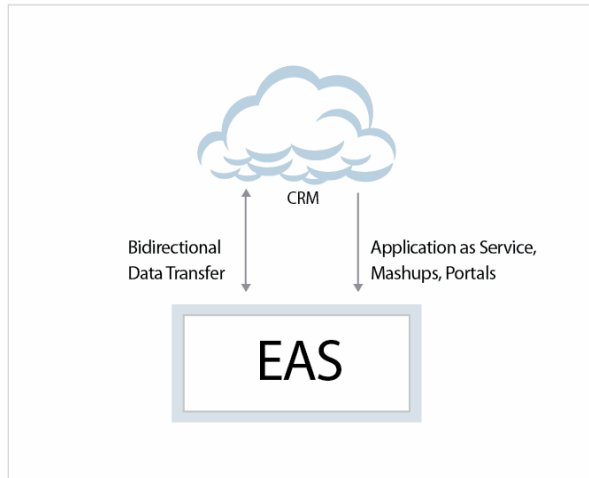 CRM
Bidirectional
Data Transfer
Application as Service,
Mashups, Portals
EAS